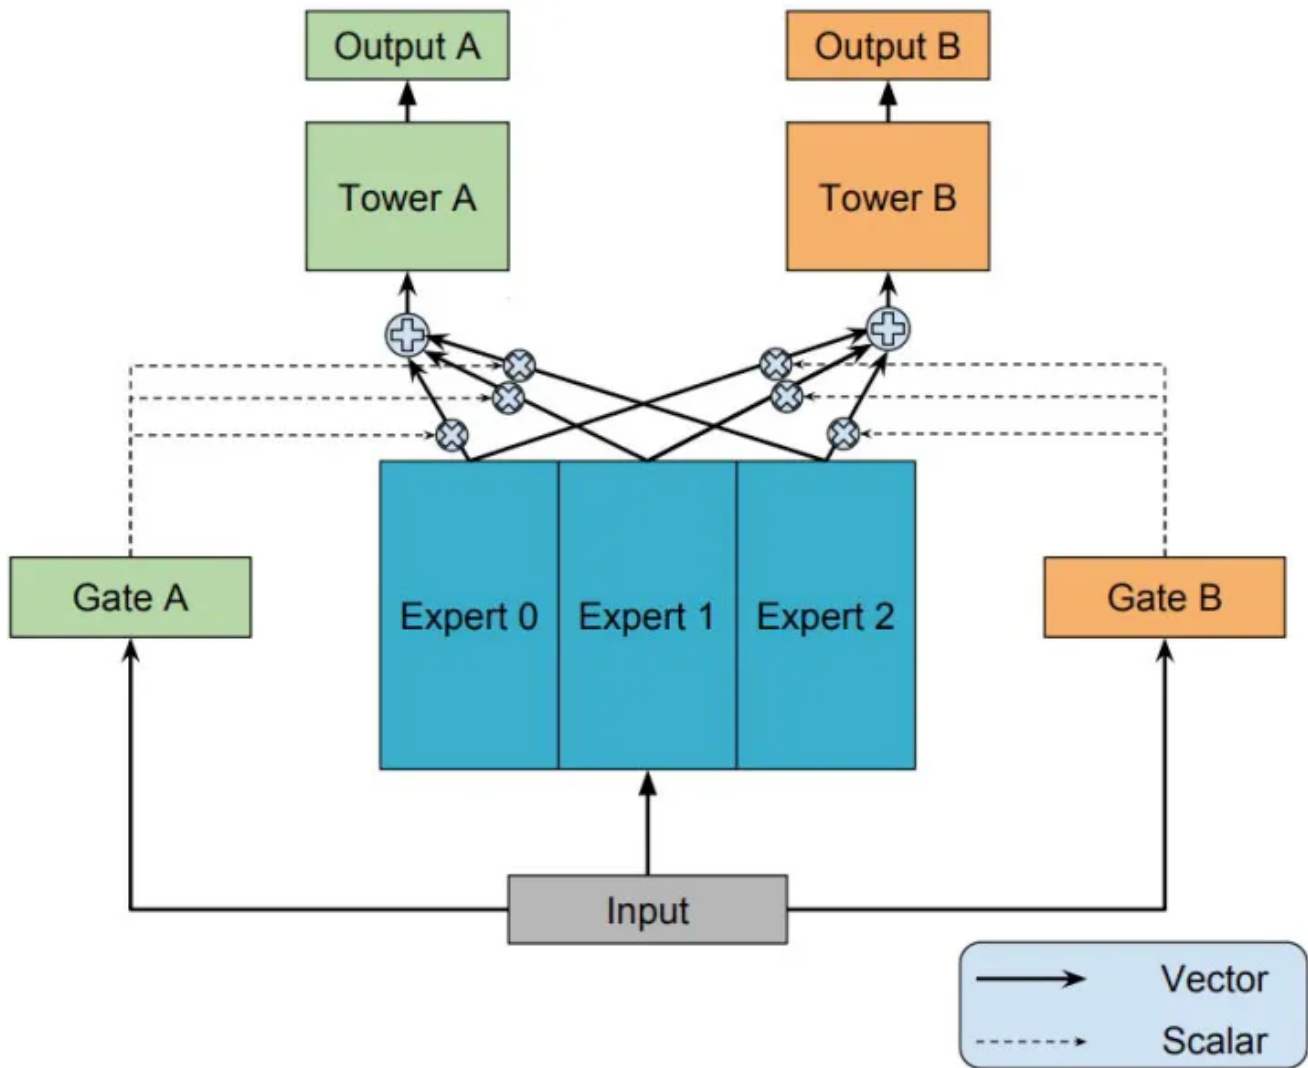 Output A
Output B
Tower A
Tower B
Gate A
Expert 0
Expert 1
Expert 2
Gate B
Input
Vector
Scalar